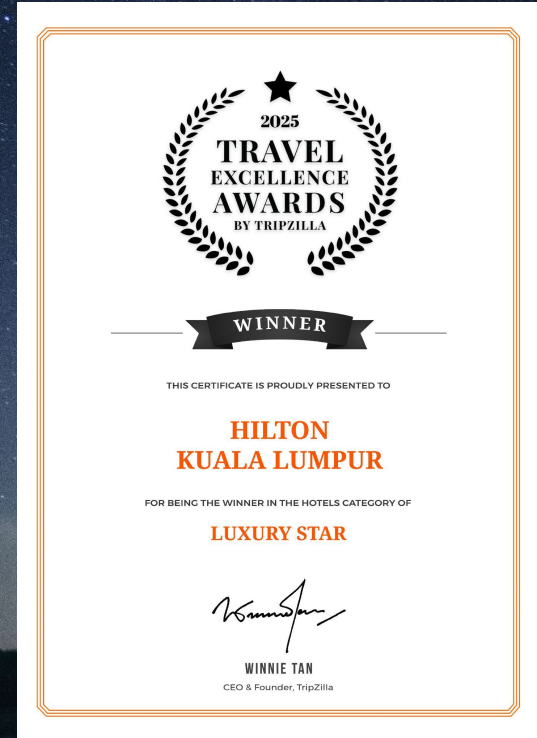 2025
TRAVEL
EXCELLENCE
AWARDS
BY TRIPZILLA
WINNER
THIS CERTIFICATE IS PROUDLY PRESENTED TO
HILTON
KUALA LUMPUR
FOR BEING THE WINNER IN THE HOTELS CATEGORY OF
LUXURY STAR
WINNIE TAN
CEO & Founder, TripZilla